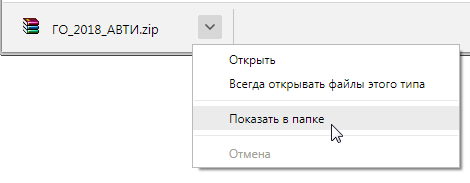 ГО_2018_АВТИ.zip
Открыть
Всегда открывать файлы этого типа
Показать в папке
Отмена